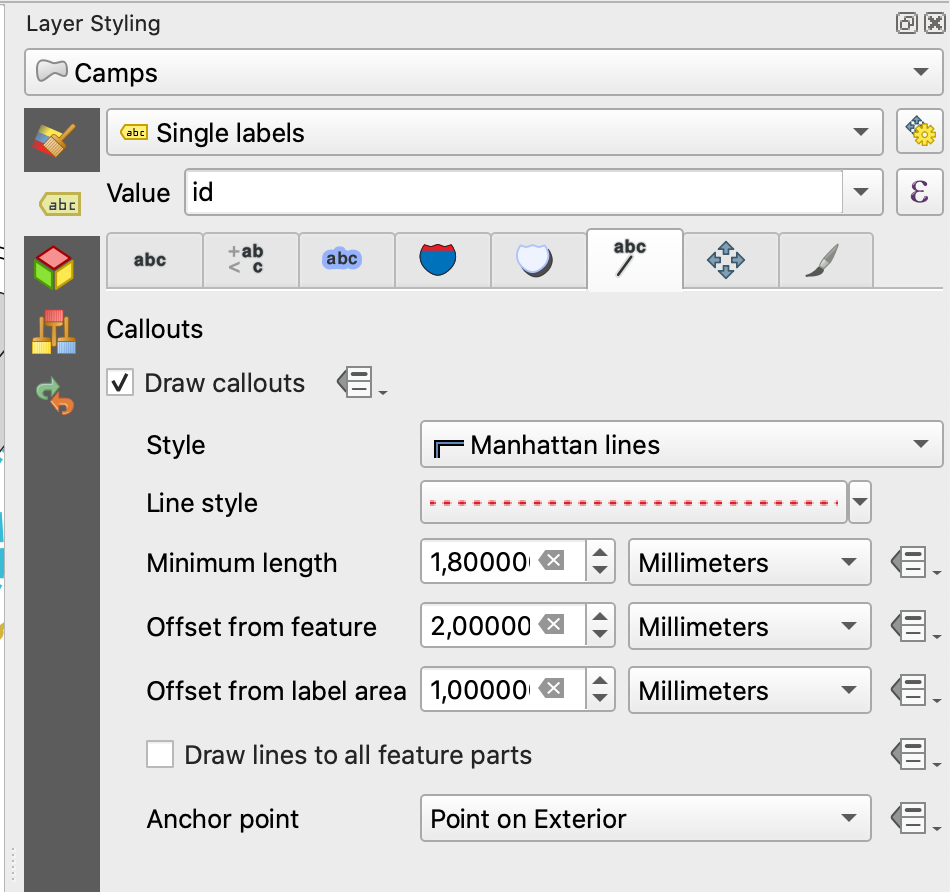 Layer Styling
Camps
abc Single labels
abc
Value id ε
abc +ab < c abc abc
Callouts
Draw callouts
Style Manhattan lines
Line style
Minimum length 1,80000 Millimeters
Offset from feature 2,00000 Millimeters
Offset from label area 1,00000 Millimeters
Draw lines to all feature parts
Anchor point Point on Exterior